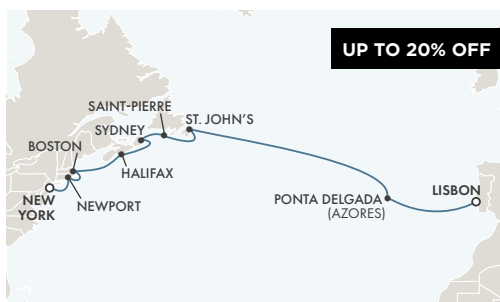 UP TO 20% OFF
SAINT-PIERRE
ST. JOHN'S
SYDNEY
BOSTON
HALIFAX
NEW
YORK
NEWPORT
PONTA DELGADA
(AZORES)
LISBON